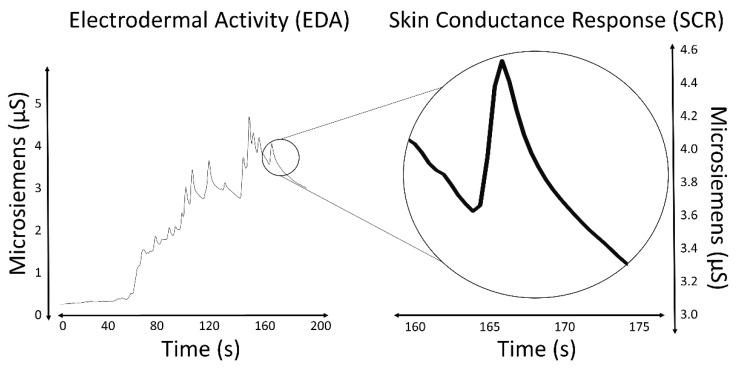 Electrodermal Activity (EDA)
Microsiemens (µS)
5
4
3
2
1
0
0 40 80 120 160 200
Time (s)
Skin Conductance Response (SCR)
4.6
4.4
4.2
4.0
3.8
3.6
3.4
3.2
3.0
Microsiemens (µS)
160 165 170 175
Time (s)